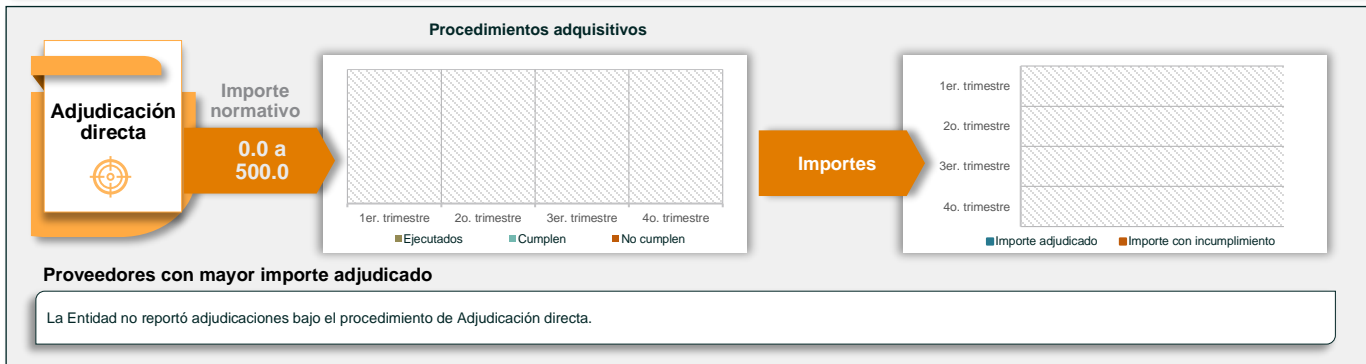 Procedimientos adquisitivos
Adjudicación
directa
Importe
normativo
0.0 a
500.0
1er. trimestre
2o. trimestre
3er. trimestre
4o. trimestre
Ejecutados
Cumplen
No cumplen
Importes
1er. trimestre
2o. trimestre
3er. trimestre
4o. trimestre
Importe adjudicado
Importe con incumplimiento
Proveedores con mayor importe adjudicado
La Entidad no reportó adjudicaciones bajo el procedimiento de Adjudicación directa.